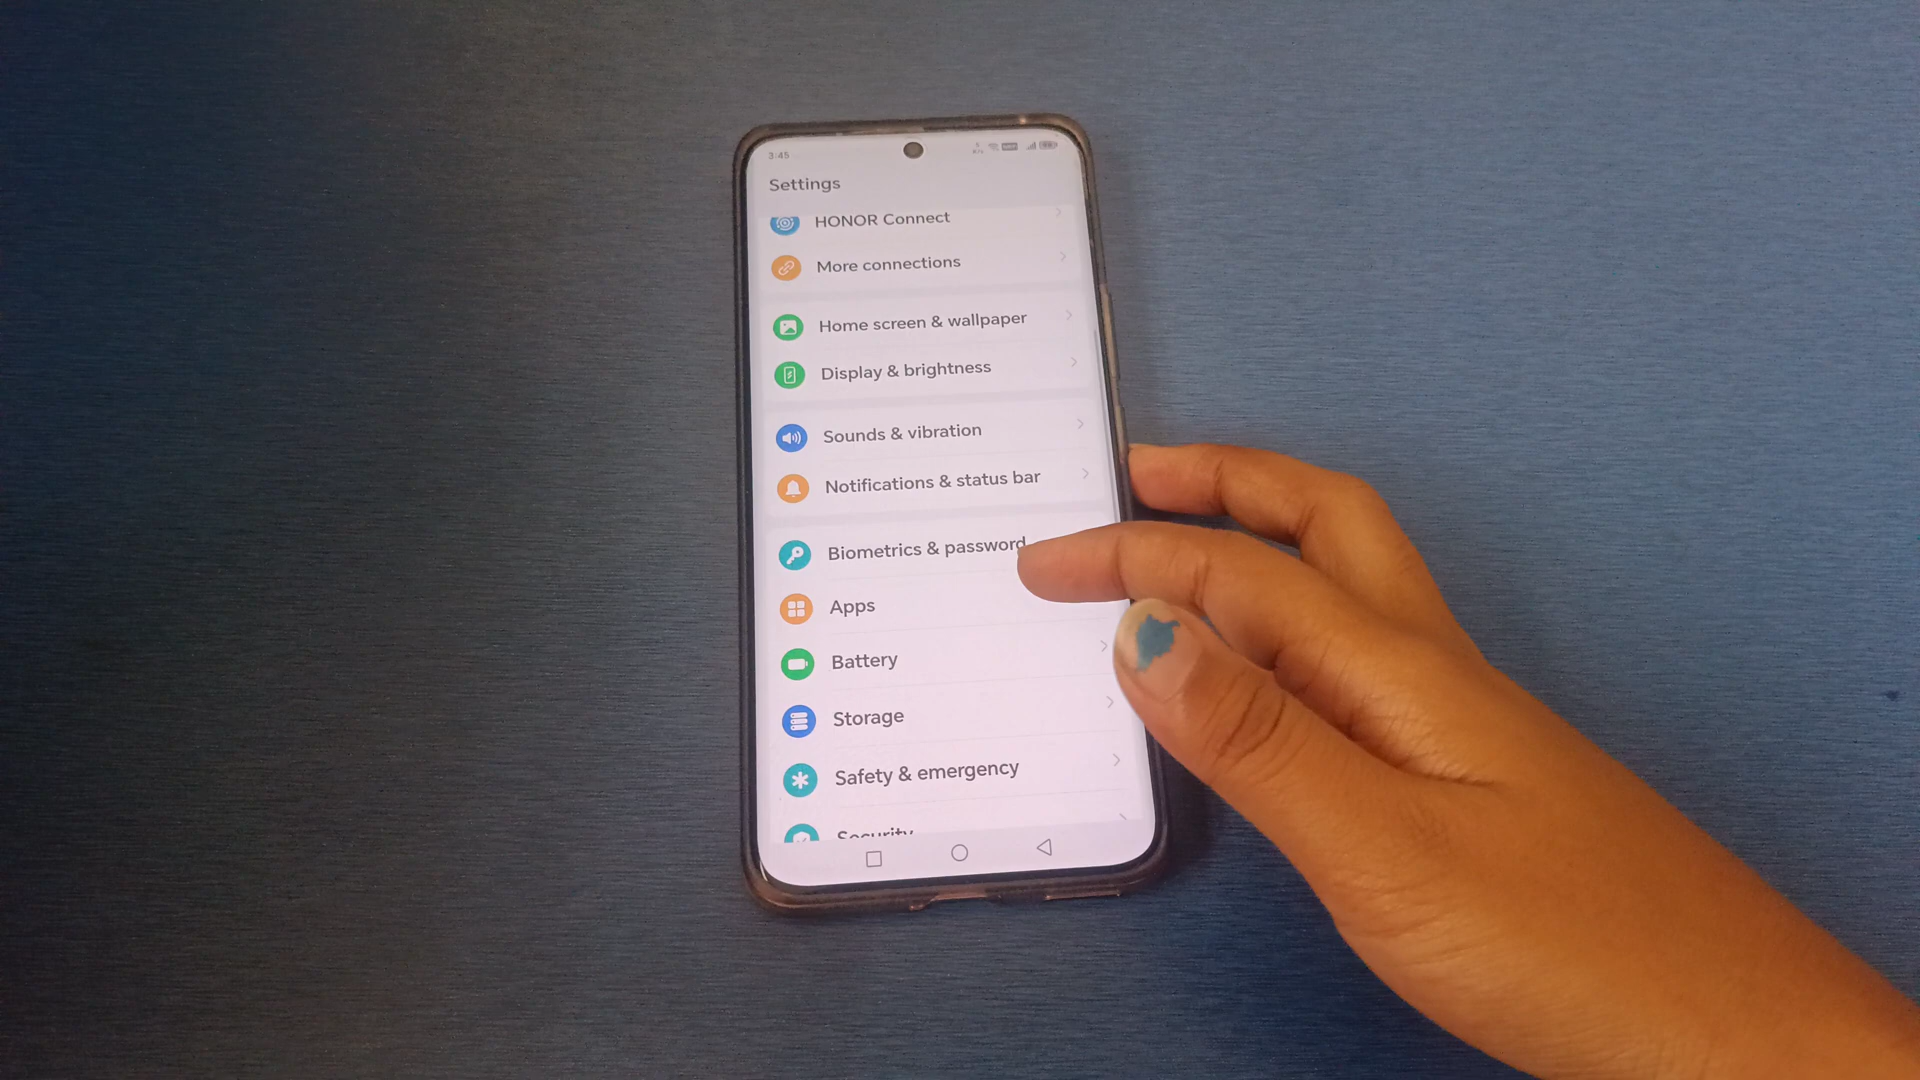 3:45
Settings
HONOR Connect
More connections
Home screen & wallpaper
Display & brightness
Sounds & vibration
Notifications & status bar
Biometrics & password
Apps
Battery
Storage
Safety & emergency
Security